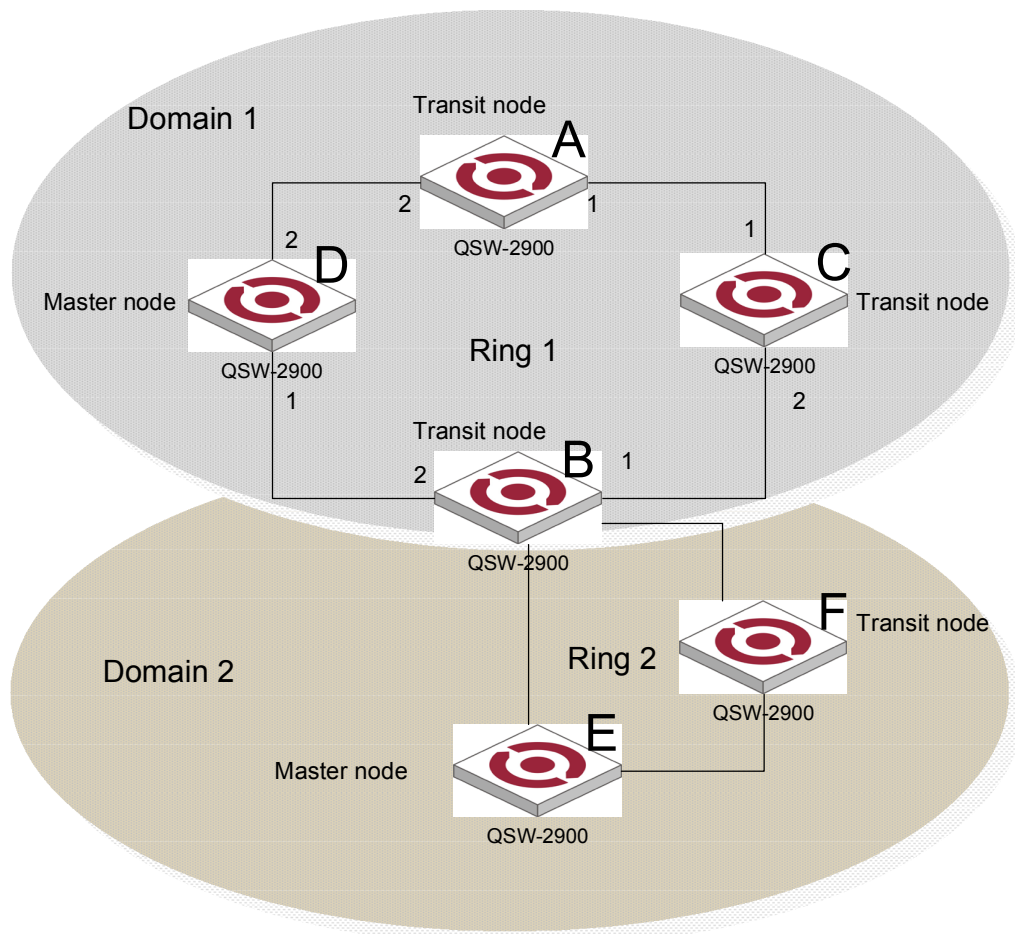 Transit node
Domain 1
A
2
1
QSW-2900
2
1
D
C
Master node
Transit node
Ring 1
QSW-2900
QSW-2900
1
2
Transit node
B
2
1
QSW-2900
F
Transit node
Ring 2
Domain 2
QSW-2900
E
Master node
QSW-2900